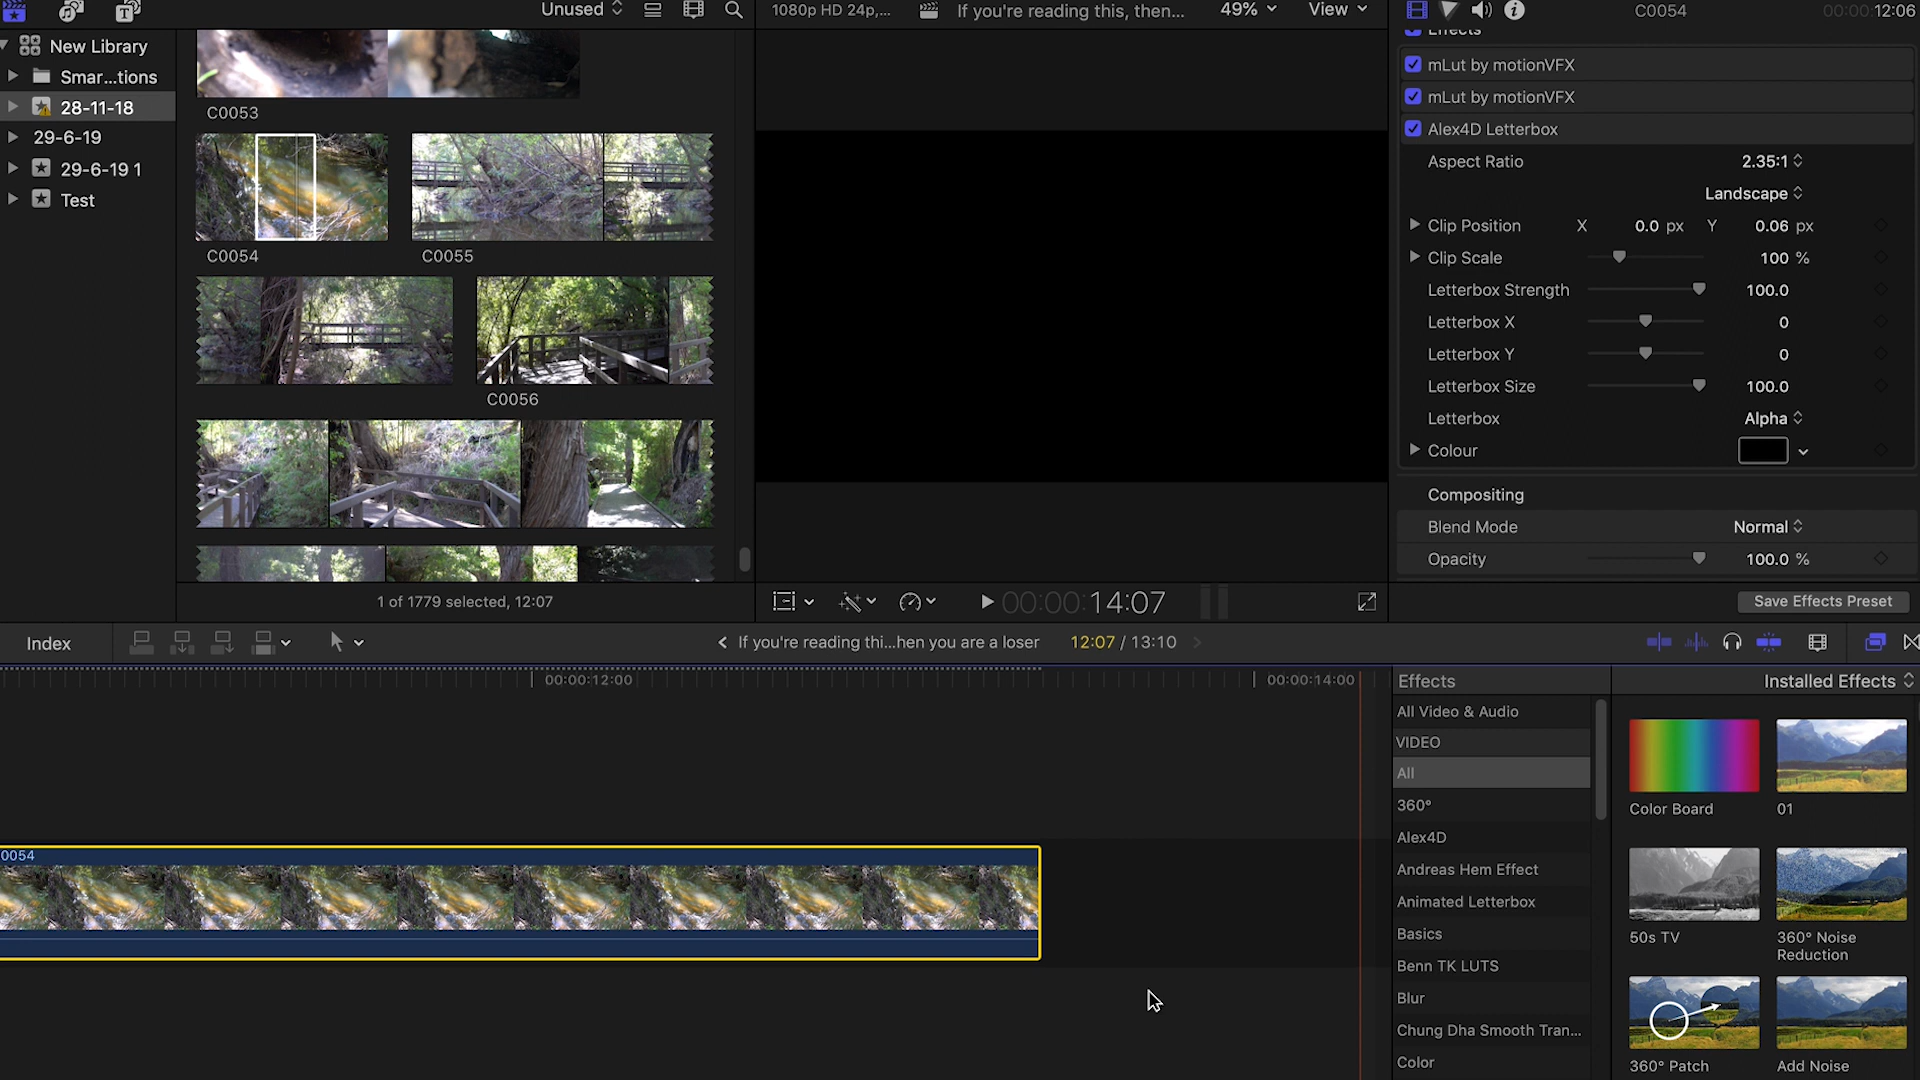 Unused
1080p HD 24p,...
If you're reading this, then...
49%
View
C0054
00:00:12:06
New Library
Smar...tions
28-11-18
29-6-19
29-6-19 1
Test
C0053
C0054
C0055
C0056
1 of 1779 selected, 12:07
00:00:14:07
Effects
mLut by motionVFX
mLut by motionVFX
Alex4D Letterbox
Aspect Ratio 2.35:1
Landscape
Clip Position X 0.0 px Y 0.06 px
Clip Scale 100 %
Letterbox Strength 100.0
Letterbox X 0
Letterbox Y 0
Letterbox Size 100.0
Letterbox Alpha
Colour
Compositing
Blend Mode Normal
Opacity 100.0 %
Save Effects Preset
Index
If you're reading thi...hen you are a loser
12:07 / 13:10
00:00:12:00
00:00:14:00
0054
Effects
Installed Effects
All Video & Audio
VIDEO
All
360°
Alex4D
Andreas Hem Effect
Animated Letterbox
Basics
Benn TK LUTS
Blur
Chung Dha Smooth Tran...
Color
Color Board
01
50s TV
360° Noise
Reduction
360° Patch
Add Noise